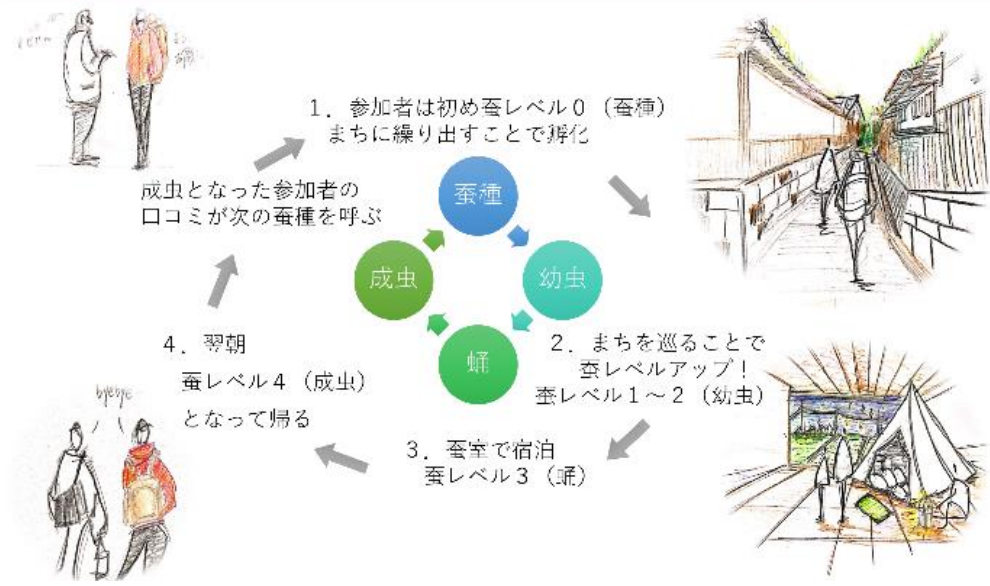 1．参加者は初め蚕レベル０（蚕種）
まちに繰り出すことで孵化
成虫となった参加者の
口コミが次の蚕種を呼ぶ
蚕種
成虫
幼虫
蛹
2．まちを巡ることで
蚕レベルアップ！
蚕レベル１～２（幼虫）
3．蚕室で宿泊
蚕レベル３（蛹）
4．翌朝
蚕レベル４（成虫）
となって帰る
byebye